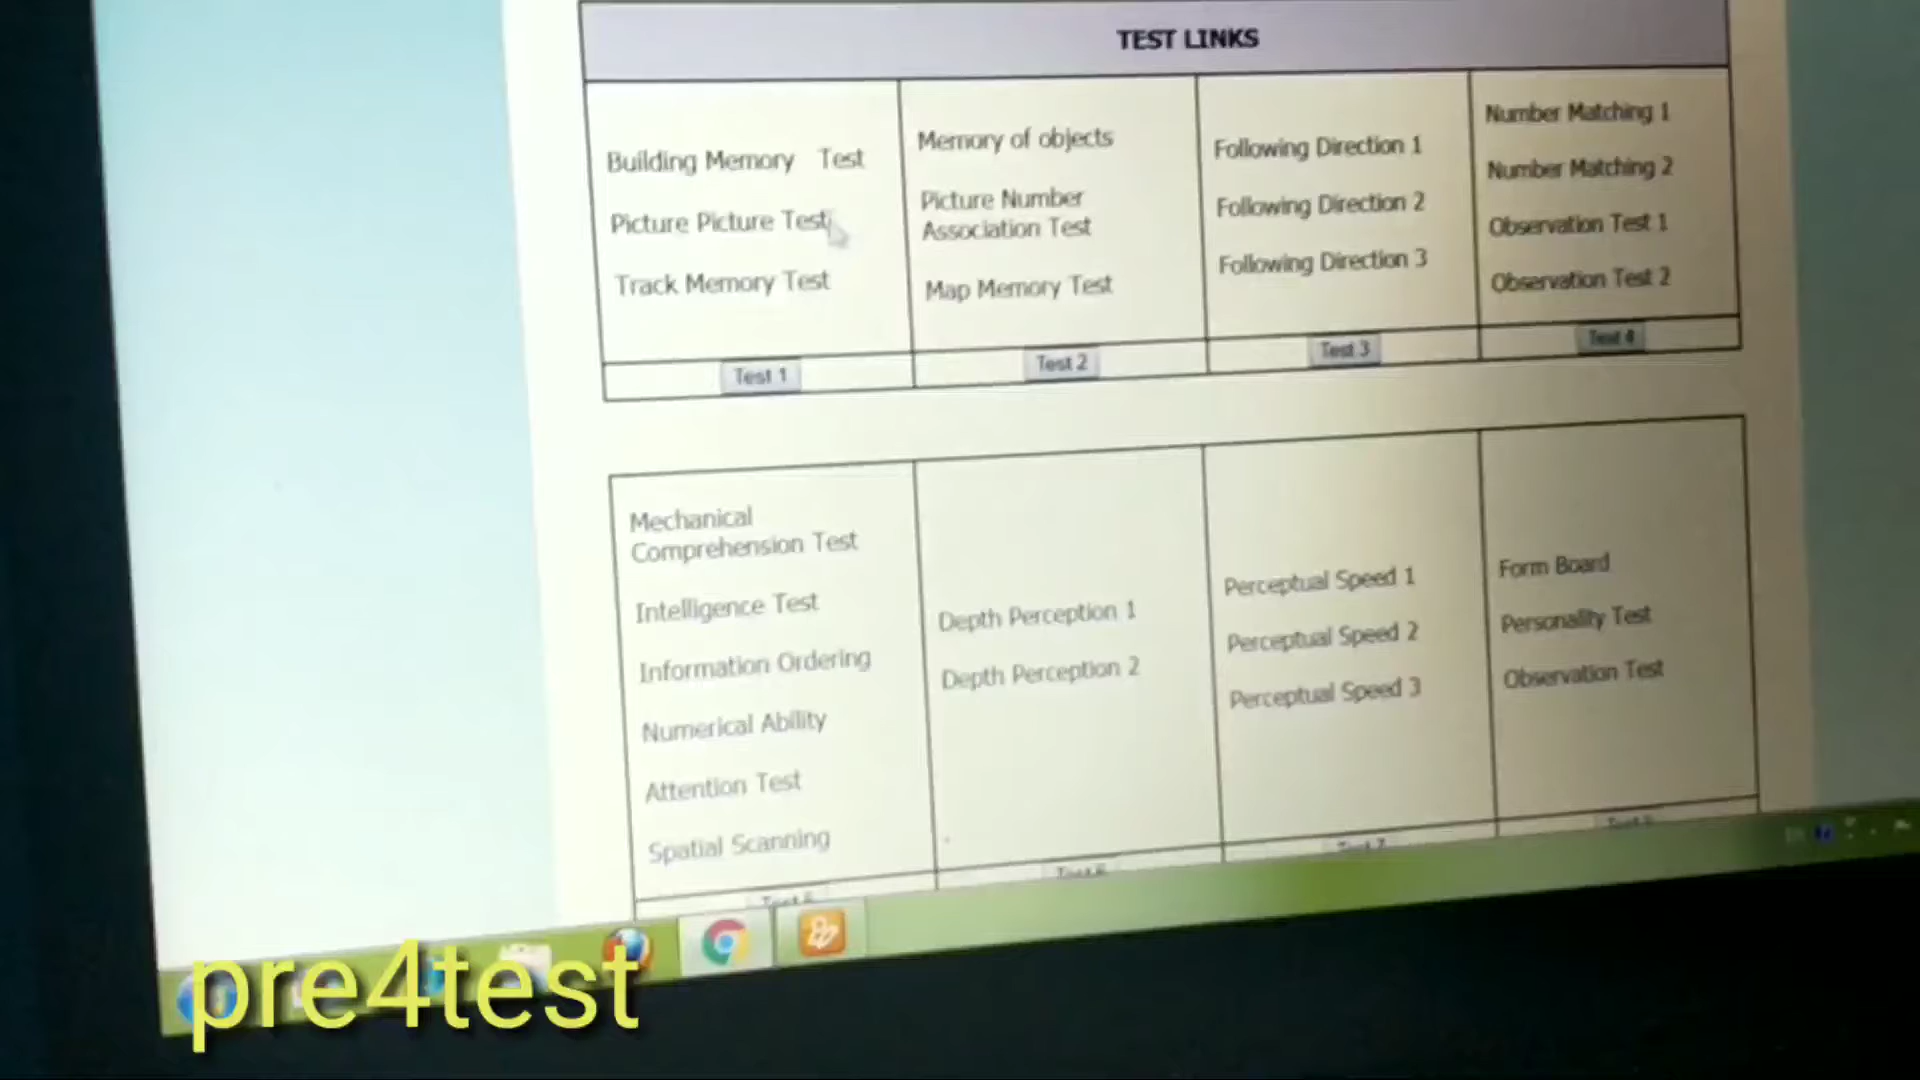 TEST LINKS
Building Memory Test
Picture Picture Test
Track Memory Test
Memory of objects
Picture Number
Association Test
Map Memory Test
Following Direction 1
Following Direction 2
Following Direction 3
Number Matching 1
Number Matching 2
Observation Test 1
Observation Test 2
Test 1
Test 2
Test 3
Test 4
Mechanical
Comprehension Test
Intelligence Test
Information Ordering
Numerical Ability
Attention Test
Spatial Scanning
Depth Perception 1
Depth Perception 2
Perceptual Speed 1
Perceptual Speed 2
Perceptual Speed 3
Form Board
Personality Test
Observation Test
pre4test